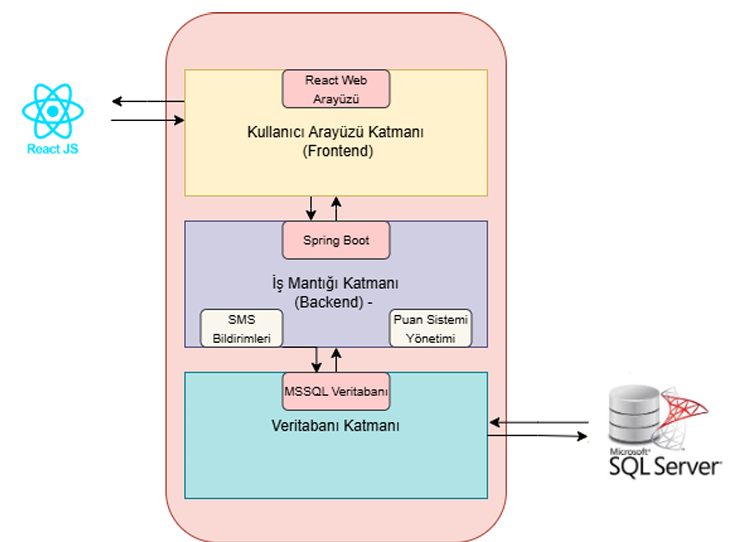 React Web
Arayüzü
Kullanıcı Arayüzü Katmanı
(Frontend)
React JS
Spring Boot
İş Mantığı Katmanı
(Backend) -
SMS
Bildirimleri
Puan Sistemi
Yönetimi
MSSQL Veritabanı
Veritabanı Katmanı
Microsoft®
SQL Server